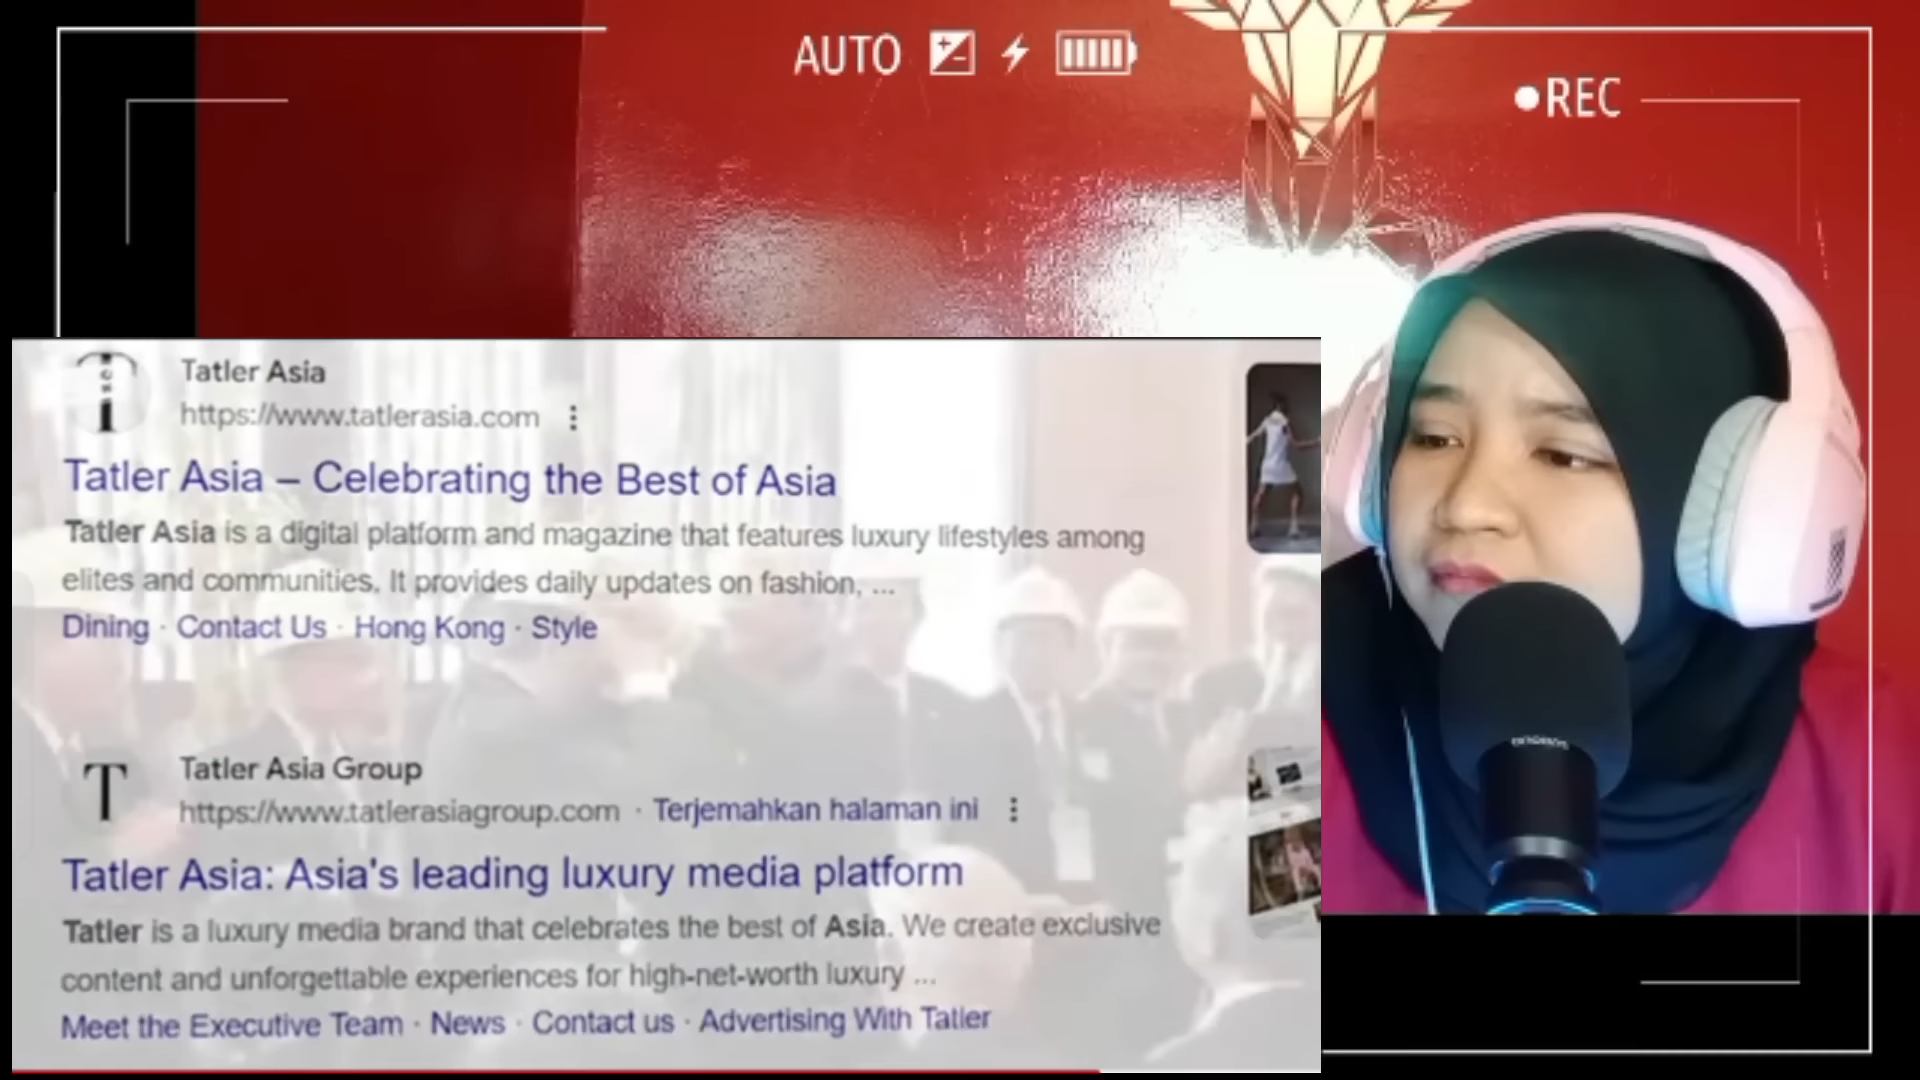 AUTO
REC
Tatler Asia
https://www.tatlerasia.com
Tatler Asia – Celebrating the Best of Asia
Tatler Asia is a digital platform and magazine that features luxury lifestyles among
elites and communities. It provides daily updates on fashion, ...
Dining · Contact Us · Hong Kong · Style
T
Tatler Asia Group
https://www.tatlerasiagroup.com · Terjemahkan halaman ini
Tatler Asia: Asia's leading luxury media platform
Tatler is a luxury media brand that celebrates the best of Asia. We create exclusive
content and unforgettable experiences for high-net-worth luxury ...
Meet the Executive Team · News · Contact us · Advertising With Tatler